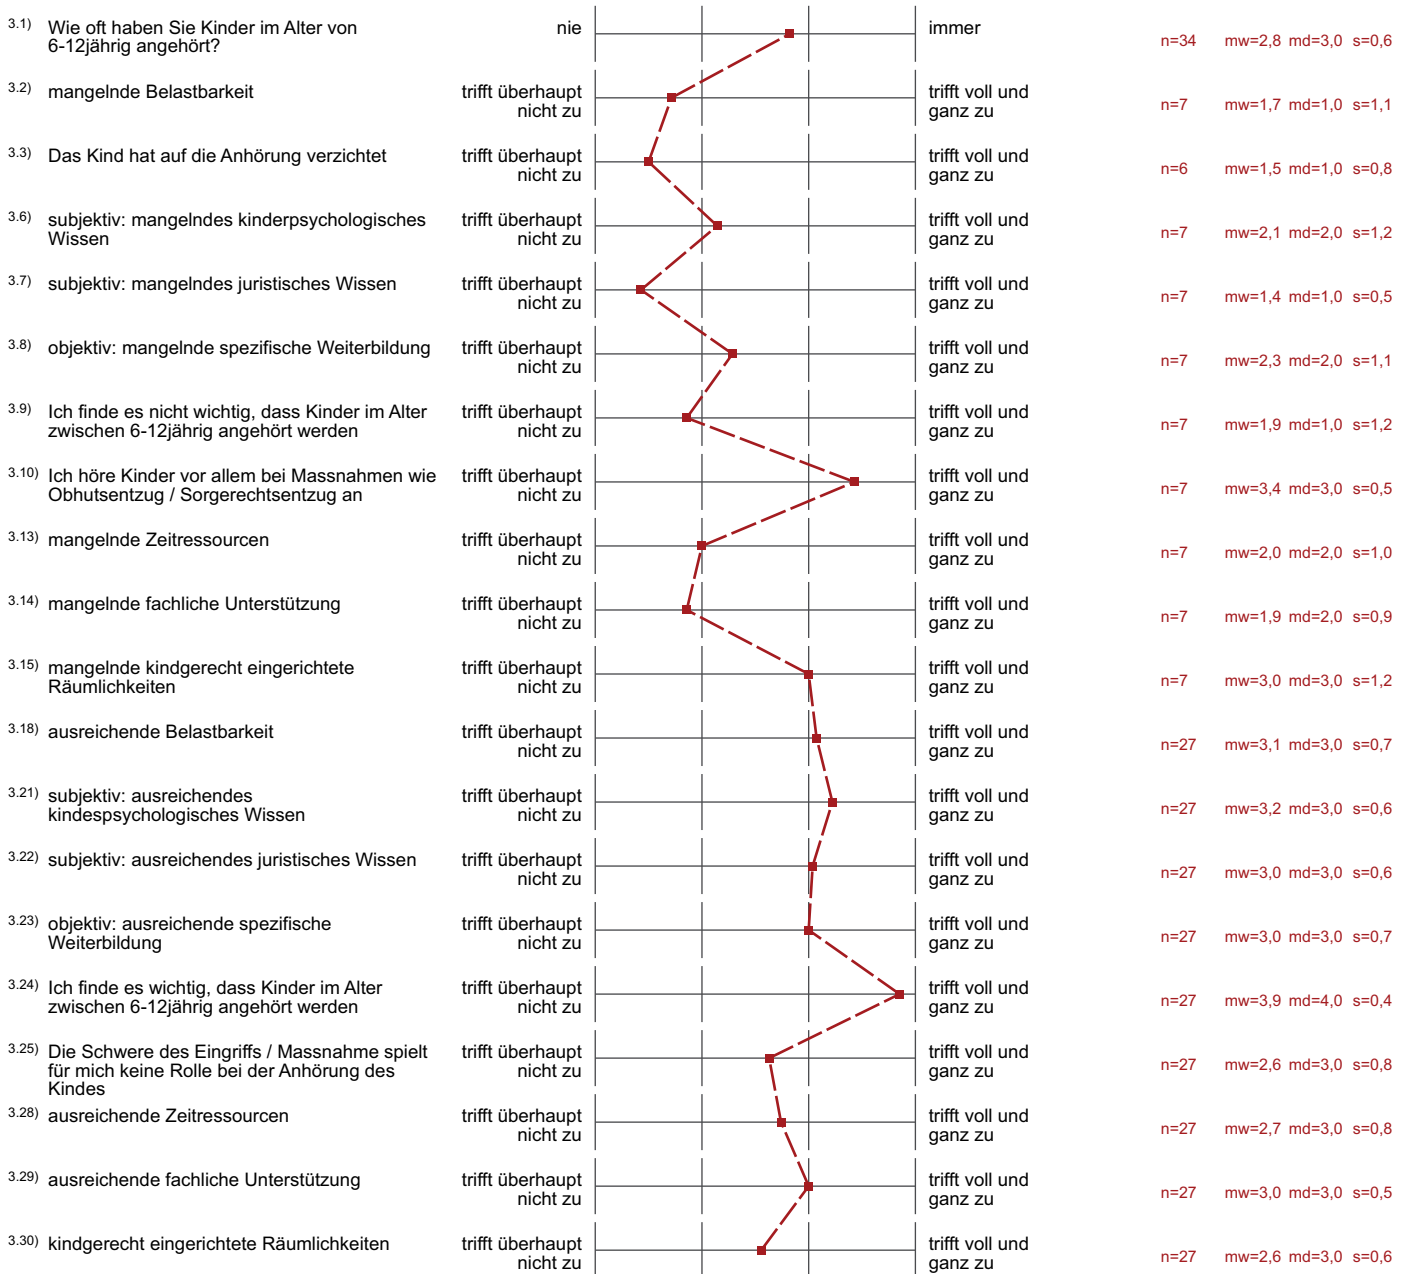 3.1) Wie oft haben Sie Kinder im Alter von nie immer
6-12jährig angehört? n=34 mw=2,8 md=3,0 s=0,6
3.2) mangelnde Belastbarkeit trifft überhaupt trifft voll und
nicht zu ganz zu n=7 mw=1,7 md=1,0 s=1,1
3.3) Das Kind hat auf die Anhörung verzichtet trifft überhaupt trifft voll und
nicht zu ganz zu n=6 mw=1,5 md=1,0 s=0,8
3.6) subjektiv: mangelndes kinderpsychologisches trifft überhaupt trifft voll und
Wissen nicht zu ganz zu n=7 mw=2,1 md=2,0 s=1,2
3.7) subjektiv: mangelndes juristisches Wissen trifft überhaupt trifft voll und
nicht zu ganz zu n=7 mw=1,4 md=1,0 s=0,5
3.8) objektiv: mangelnde spezifische Weiterbildung trifft überhaupt trifft voll und
nicht zu ganz zu n=7 mw=2,3 md=2,0 s=1,1
3.9) Ich finde es nicht wichtig, dass Kinder im Alter trifft überhaupt trifft voll und
zwischen 6-12jährig angehört werden nicht zu ganz zu n=7 mw=1,9 md=1,0 s=1,2
3.10) Ich höre Kinder vor allem bei Massnahmen wie trifft überhaupt trifft voll und
Obhutsentzug / Sorgerechtsentzug an nicht zu ganz zu n=7 mw=3,4 md=3,0 s=0,5
3.13) mangelnde Zeitressourcen trifft überhaupt trifft voll und
nicht zu ganz zu n=7 mw=2,0 md=2,0 s=1,0
3.14) mangelnde fachliche Unterstützung trifft überhaupt trifft voll und
nicht zu ganz zu n=7 mw=1,9 md=2,0 s=0,9
3.15) mangelnde kindgerecht eingerichtete trifft überhaupt trifft voll und
Räumlichkeiten nicht zu ganz zu n=7 mw=3,0 md=3,0 s=1,2
3.18) ausreichende Belastbarkeit trifft überhaupt trifft voll und
nicht zu ganz zu n=27 mw=3,1 md=3,0 s=0,7
3.21) subjektiv: ausreichendes trifft überhaupt trifft voll und
kindespsychologisches Wissen nicht zu ganz zu n=27 mw=3,2 md=3,0 s=0,6
3.22) subjektiv: ausreichendes juristisches Wissen trifft überhaupt trifft voll und
nicht zu ganz zu n=27 mw=3,0 md=3,0 s=0,6
3.23) objektiv: ausreichende spezifische trifft überhaupt trifft voll und
Weiterbildung nicht zu ganz zu n=27 mw=3,0 md=3,0 s=0,7
3.24) Ich finde es wichtig, dass Kinder im Alter trifft überhaupt trifft voll und
zwischen 6-12jährig angehört werden nicht zu ganz zu n=27 mw=3,9 md=4,0 s=0,4
3.25) Die Schwere des Eingriffs / Massnahme spielt trifft überhaupt trifft voll und
für mich keine Rolle bei der Anhörung des nicht zu ganz zu n=27 mw=2,6 md=3,0 s=0,8
Kindes
3.28) ausreichende Zeitressourcen trifft überhaupt trifft voll und
nicht zu ganz zu n=27 mw=2,7 md=3,0 s=0,8
3.29) ausreichende fachliche Unterstützung trifft überhaupt trifft voll und
nicht zu ganz zu n=27 mw=3,0 md=3,0 s=0,5
3.30) kindgerecht eingerichtete Räumlichkeiten trifft überhaupt trifft voll und
nicht zu ganz zu n=27 mw=2,6 md=3,0 s=0,6